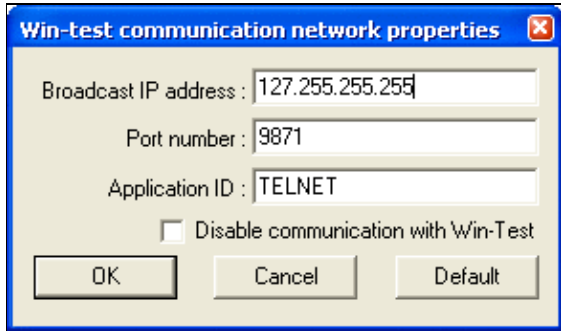 Win-test communication network properties
Broadcast IP address : 127.255.255.255
Port number : 9871
Application ID : TELNET
Disable communication with Win-Test
OK Cancel Default